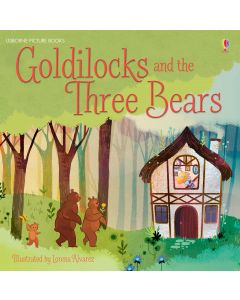 USBORNE PICTURE BOOKS
Goldilocks and the
Three Bears
Illustrated by Lorena Alvarez